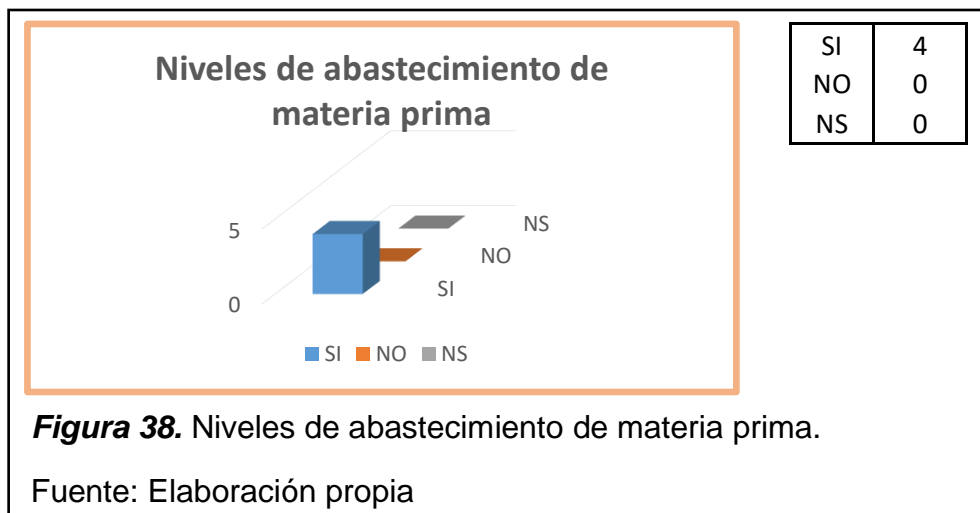 Niveles de abastecimiento de
materia prima
5
0
NS
NO
SI
SI NO NS
SI 4
NO 0
NS 0
Figura 38. Niveles de abastecimiento de materia prima.
Fuente: Elaboración propia